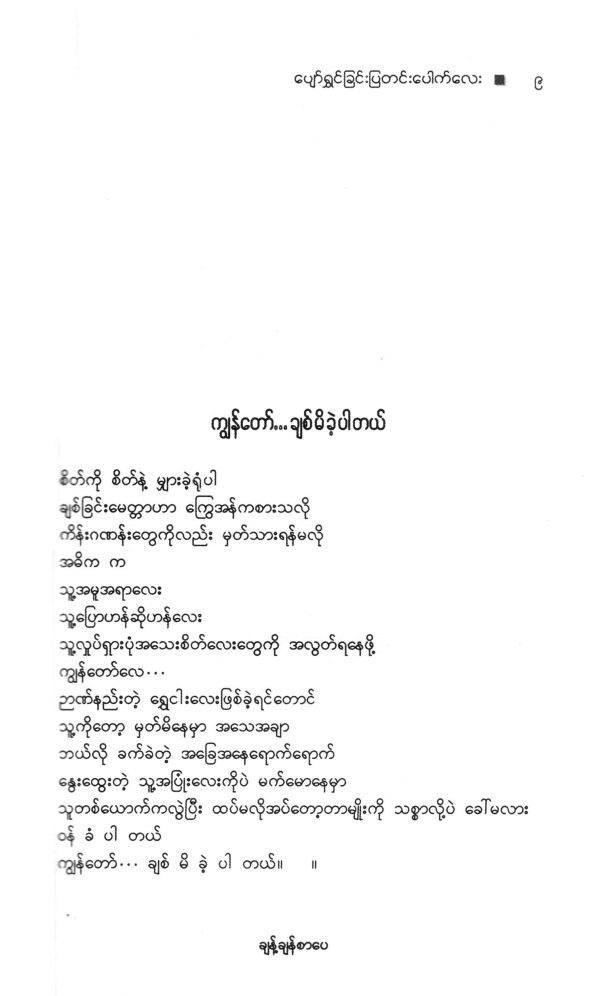 ပျော်ရွှင်ခြင်းပြတင်းပေါက်လေး ■ ၉
ကျွန်တော်...ချစ်မိခဲ့ပါတယ်
စိတ်ကို စိတ်နဲ့ မျှားခဲ့ရုံပါ
ချစ်ခြင်းမေတ္တာဟာ ကြွေအန်ကစားသလို
ကိန်းဂဏန်းတွေကိုလည်း မှတ်သားရန်မလို
အဓိက က
သူ့အမူအရာလေး
သူ့ပြောဟန်ဆိုဟန်လေး
သူ့လှုပ်ရှားပုံအသေးစိတ်လေးတွေကို အလွတ်ရနေဖို့
ကျွန်တော်လေ...
ဉာဏ်နည်းတဲ့ ရွှေငါးလေးဖြစ်ခဲ့ရင်တောင်
သူ့ကိုတော့ မှတ်မိနေမှာ အသေအချာ
ဘယ်လို ခက်ခဲတဲ့ အခြေအနေရောက်ရောက်
နွေးထွေးတဲ့ သူ့အပြုံးလေးကိုပဲ မက်မောနေမှာ
သူတစ်ယောက်ကလွဲပြီး ထပ်မလိုအပ်တော့တာမျိုးကို သစ္စာလို့ပဲ ခေါ်မလား
ဝန် ခံ ပါ တယ်
ကျွန်တော်... ချစ် မိ ခဲ့ ပါ တယ်။ ။
ချန့်ချန်စာပေ